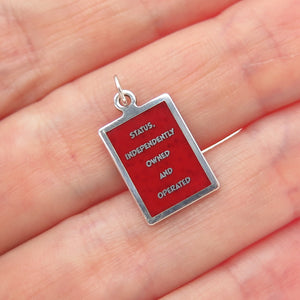 STATUS,
INDEPENDENTLY
OWNED
AND
OPERATED